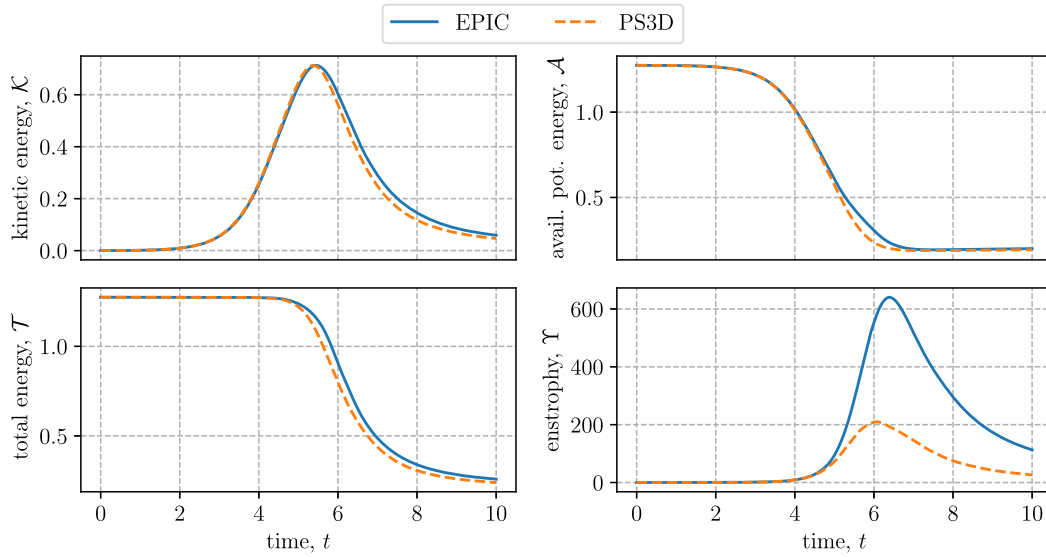 EPIC PS3D
kinetic energy, 𝒦
0.6
0.4
0.2
0.0
avail. pot. energy, 𝒜
1.0
0.5
total energy, 𝒯
1.0
0.5
0 2 4 6 8 10
time, t
enstrophy, ϒ
600
400
200
0
0 2 4 6 8 10
time, t